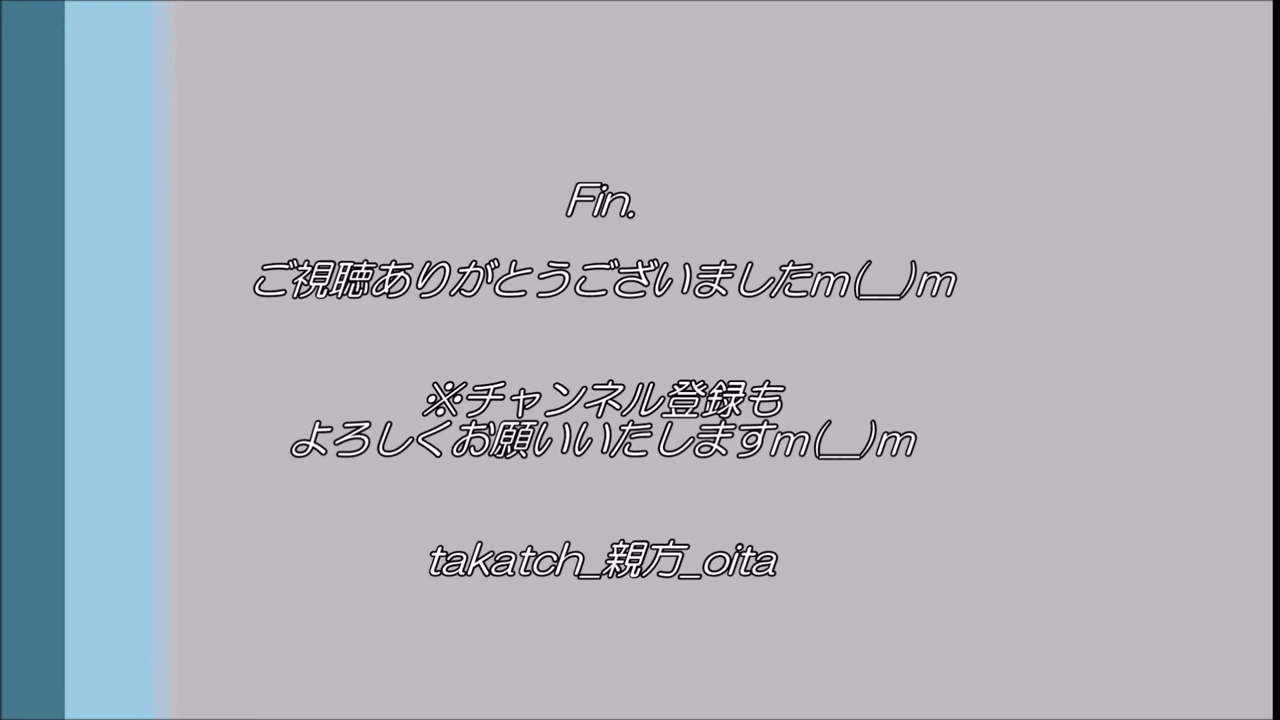 Fin.
ご視聴ありがとうございましたm(__)m
※チャンネル登録も
よろしくお願いいたしますm(__)m
takatch_親方_oita